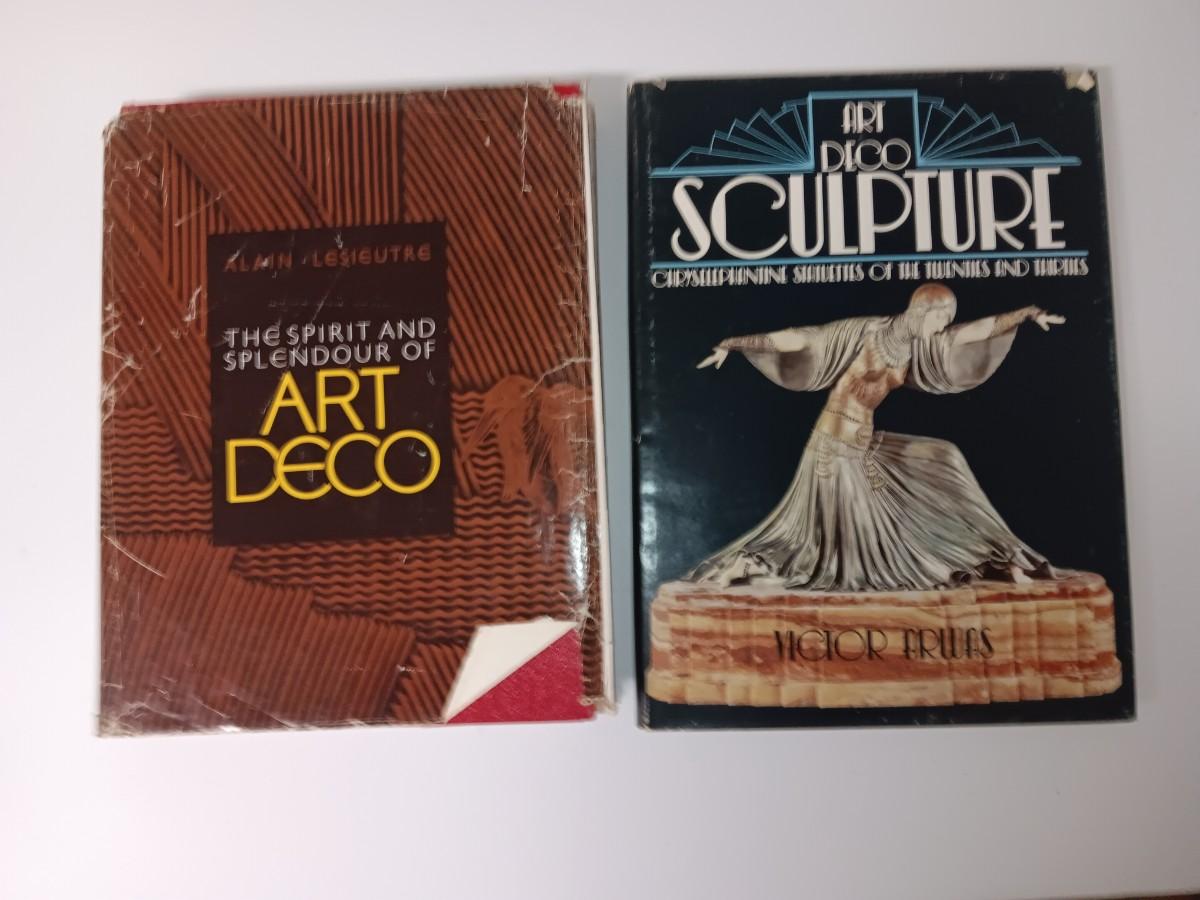 ALAIN LESIEUTRE
THE SPIRIT AND
SPLENDOUR OF
ART
DECO
ART
DECO
SCULPTURE
CHRYSELEPHANTINE STATUETTES OF THE TWENTIES AND THIRTIES
VICTOR ARWAS